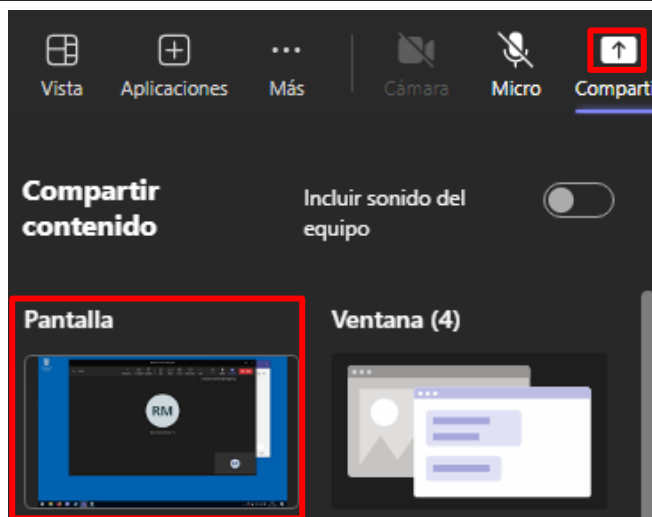 Vista Aplicaciones Más Cámara Micro Comparti
Compartir
contenido
Incluir sonido del
equipo
Pantalla
Ventana (4)
RM